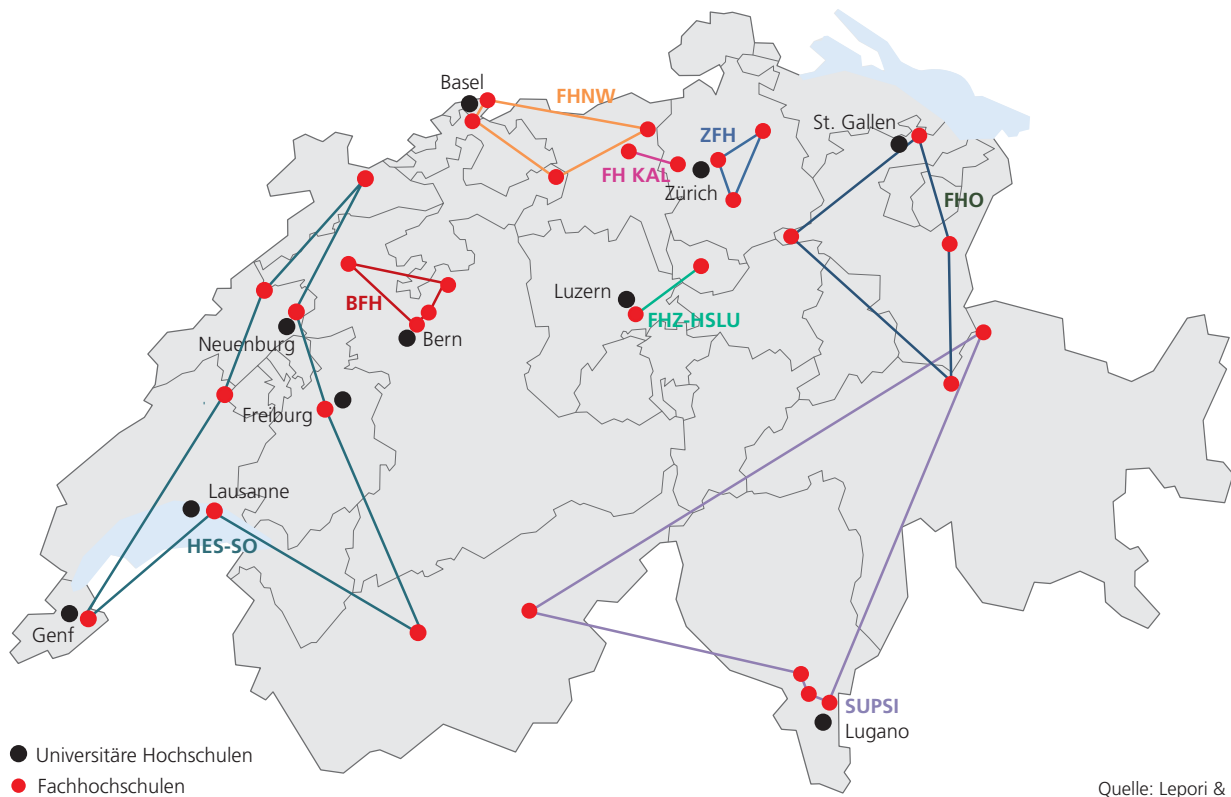 Basel
FHNW
ZFH
St. Gallen
FH KAL
Zürich
FHO
BFH
Luzern
FHZ-HSLU
Neuenburg
Bern
Freiburg
Lausanne
HES-SO
Genf
SUPSI
Lugano
Universitäre Hochschulen
Fachhochschulen
Quelle: Lepori &